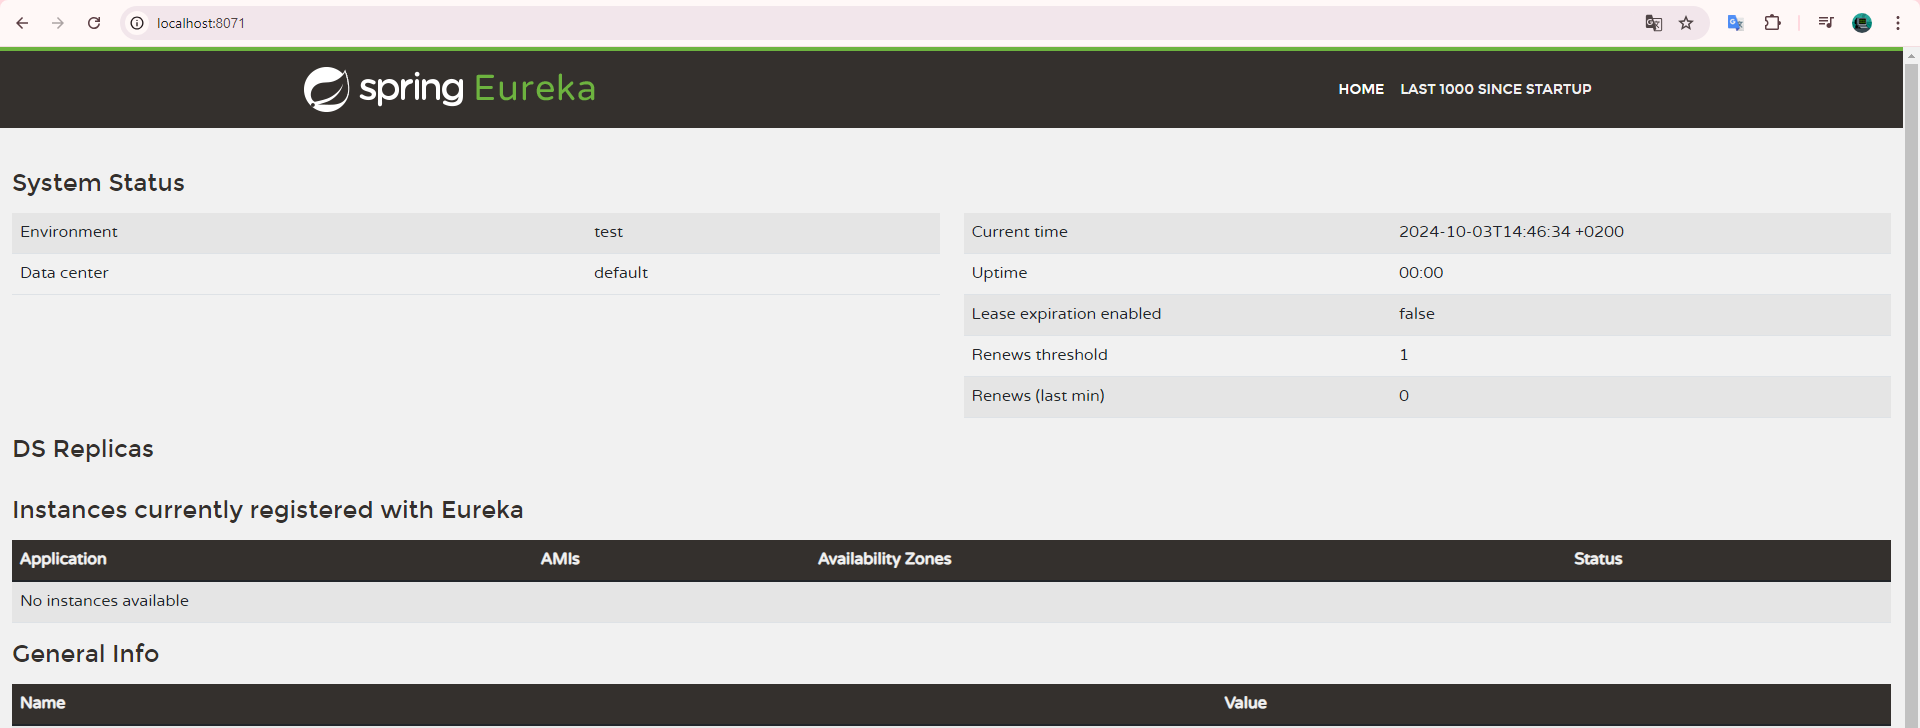 localhost:8071
spring Eureka
HOME LAST 1000 SINCE STARTUP
System Status
Environment test
Data center default
Current time 2024-10-03T14:46:34 +0200
Uptime 00:00
Lease expiration enabled false
Renews threshold 1
Renews (last min) 0
DS Replicas
Instances currently registered with Eureka
Application AMIs Availability Zones Status
No instances available
General Info
Name Value